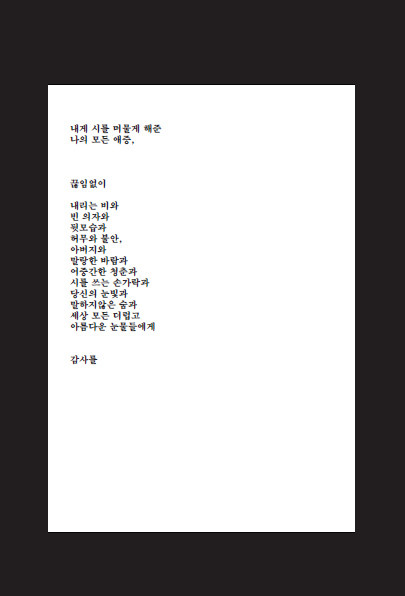 내게 시를 머물게 해준
나의 모든 애증,
끊임없이
내리는 비와
빈 의자와
뒷모습과
허무와 불안,
아버지와
말랑한 바람과
어중간한 청춘과
시를 쓰는 손가락과
당신의 눈빛과
말하지않은 숨과
세상 모든 더럽고
아름다운 눈물들에게
감사를